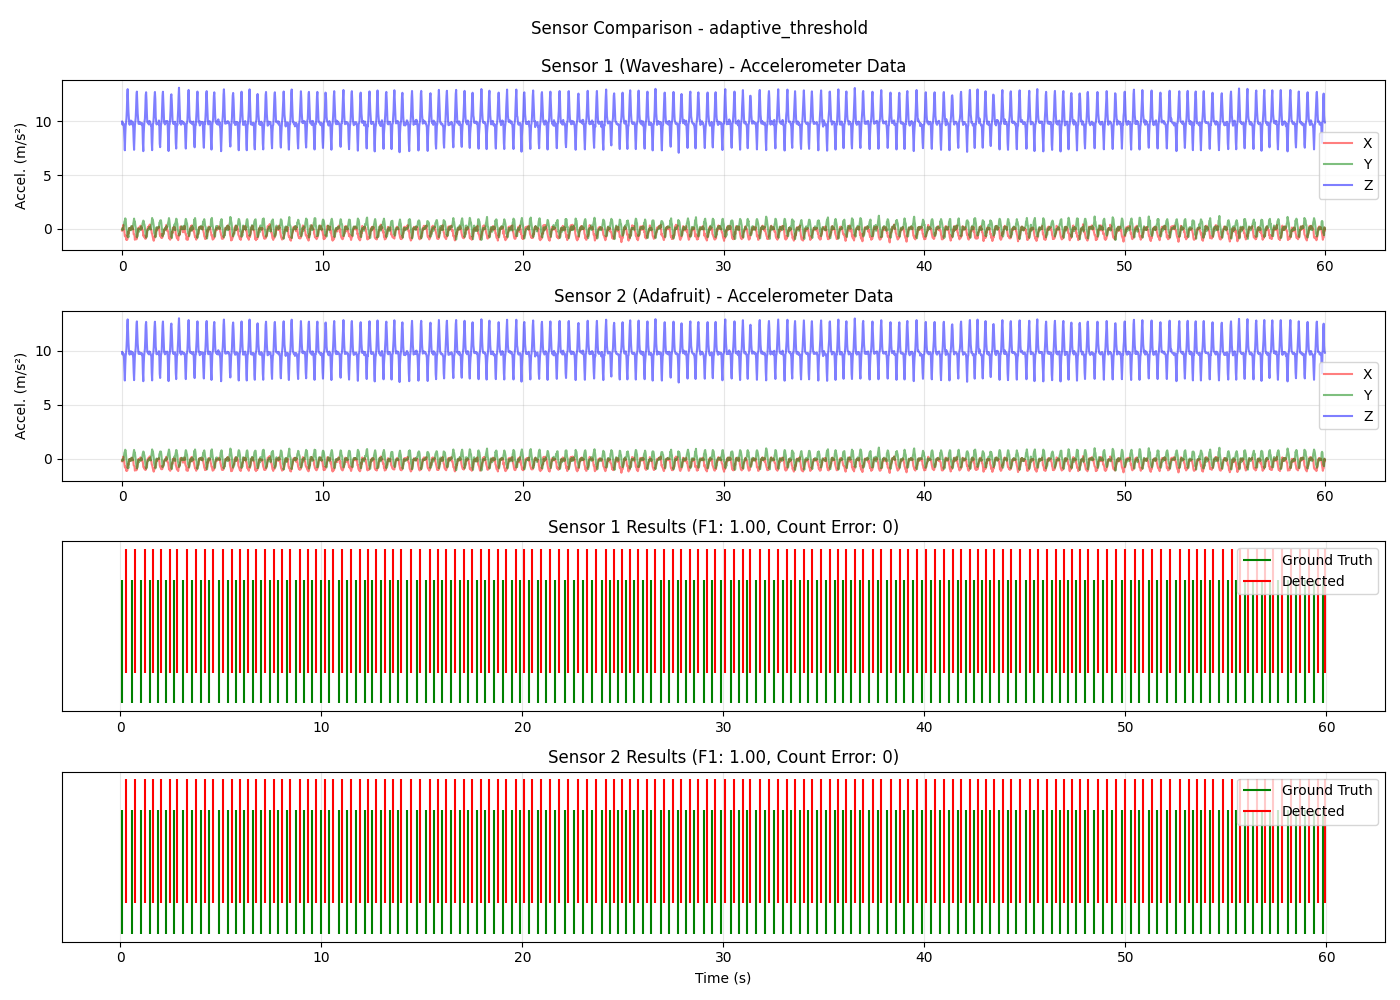 Sensor Comparison - adaptive_threshold
Sensor 1 (Waveshare) - Accelerometer Data
Accel. (m/s²)
10
5
0
X
Y
Z
0 10 20 30 40 50 60
Sensor 2 (Adafruit) - Accelerometer Data
Accel. (m/s²)
10
5
0
X
Y
Z
0 10 20 30 40 50 60
Sensor 1 Results (F1: 1.00, Count Error: 0)
Ground Truth
Detected
0 10 20 30 40 50 60
Sensor 2 Results (F1: 1.00, Count Error: 0)
Ground Truth
Detected
0 10 20 30 40 50 60
Time (s)